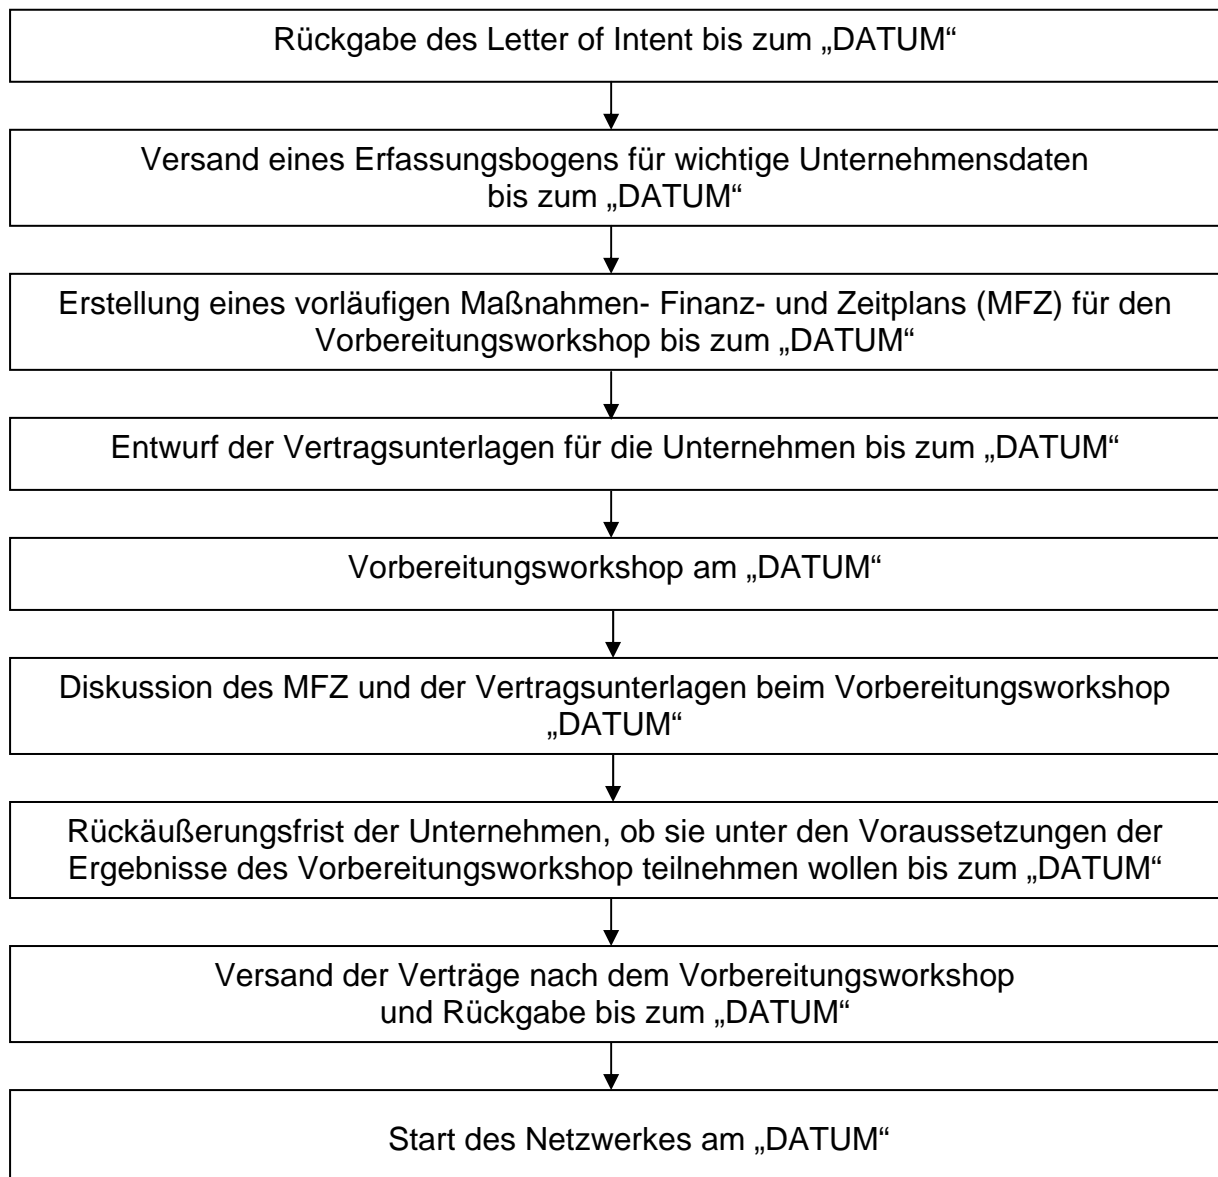 Rückgabe des Letter of Intent bis zum „DATUM“
Versand eines Erfassungsbogens für wichtige Unternehmensdaten
bis zum „DATUM“
Erstellung eines vorläufigen Maßnahmen- Finanz- und Zeitplans (MFZ) für den
Vorbereitungsworkshop bis zum „DATUM“
Entwurf der Vertragsunterlagen für die Unternehmen bis zum „DATUM“
Vorbereitungsworkshop am „DATUM“
Diskussion des MFZ und der Vertragsunterlagen beim Vorbereitungsworkshop
„DATUM“
Rückäußerungsfrist der Unternehmen, ob sie unter den Voraussetzungen der
Ergebnisse des Vorbereitungsworkshop teilnehmen wollen bis zum „DATUM“
Versand der Verträge nach dem Vorbereitungsworkshop
und Rückgabe bis zum „DATUM“
Start des Netzwerkes am „DATUM“